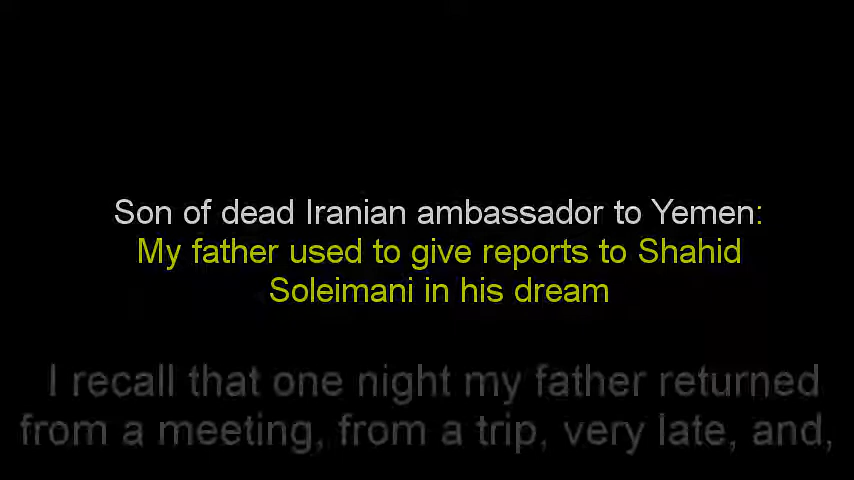 Son of dead Iranian ambassador to Yemen:
My father used to give reports to Shahid
Soleimani in his dream
I recall that one night my father returned
from a meeting, from a trip, very late, and,